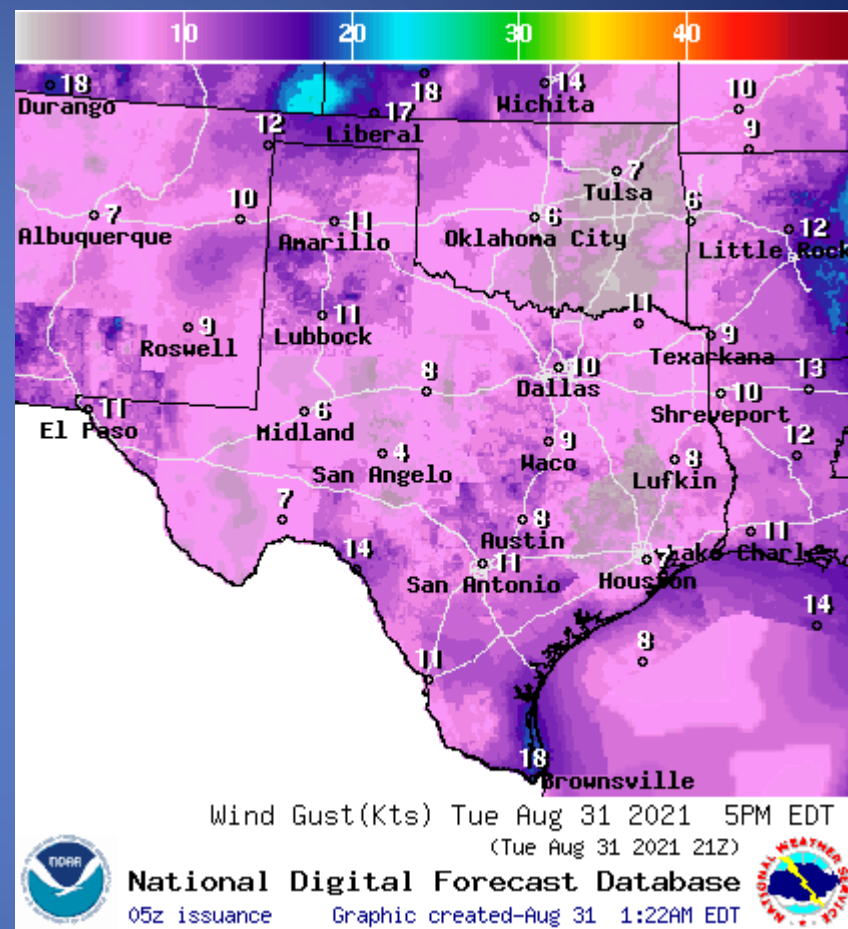 10 20 30 40
18 18 14 10
Durango Wichita
17
Liberal
12 9
7
Tulsa
7 10 11 6 6 12
Albuquerque Amarillo Oklahoma City Little Rock
9 11 11 9
Roswell Lubbock Texarkana
8 10 13
Dallas 10
11 6 Shreveport
El Paso Midland
4 9 8 12
San Angelo Waco Lufkin
7 8 11
Austin
14 11 Lake Charles
San Antonio Houston
14
8
11
18
Brownsville
Wind Gust(Kts) Tue Aug 31 2021 5PM EDT
(Tue Aug 31 2021 21Z)
NOAA
National Digital Forecast Database
05z issuance Graphic created-Aug 31 1:22AM EDT
NATIONAL WEATHER SERVICE